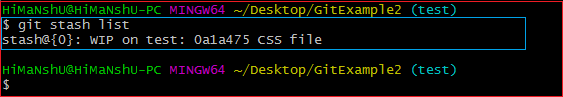 HiMaNshU@HiMaNshU-PC MINGW64 ~/Desktop/GitExample2 (test)
$ git stash list
stash@{0}: WIP on test: 0a1a475 CSS file
HiMaNshU@HiMaNshU-PC MINGW64 ~/Desktop/GitExample2 (test)
$